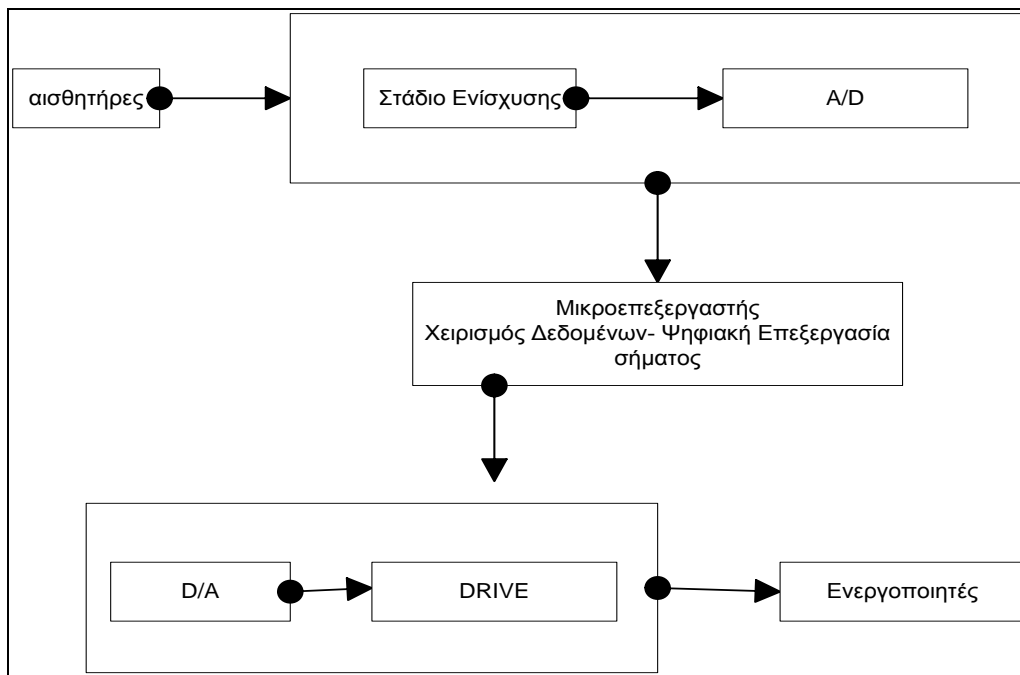 αισθητήρες
Στάδιο Ενίσχυσης
A/D
Μικροεπεξεργαστής
Χειρισμός Δεδομένων- Ψηφιακή Επεξεργασία
σήματος
D/A
DRIVE
Ενεργοποιητές